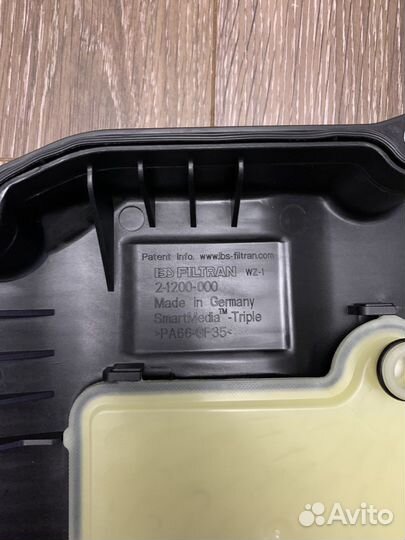 Patent Info. www.ibs-filtran.com
IBS FILTRAN WZ-1
2-1200-000
Made in Germany
SmartMedia™-Triple
>PA66-GF35<
Avito